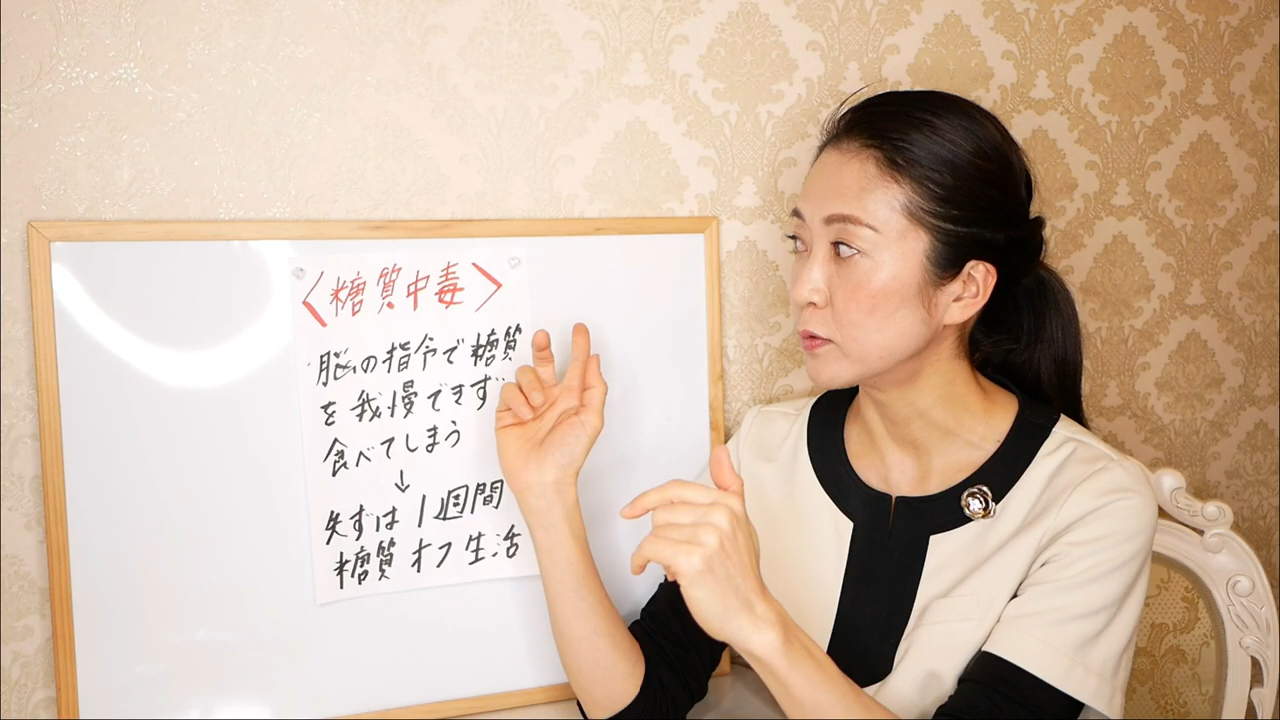 〈糖質中毒〉
脳の指令で糖質
を我慢できず
食べてしまう
↓
先ずは1週間
糖質オフ生活